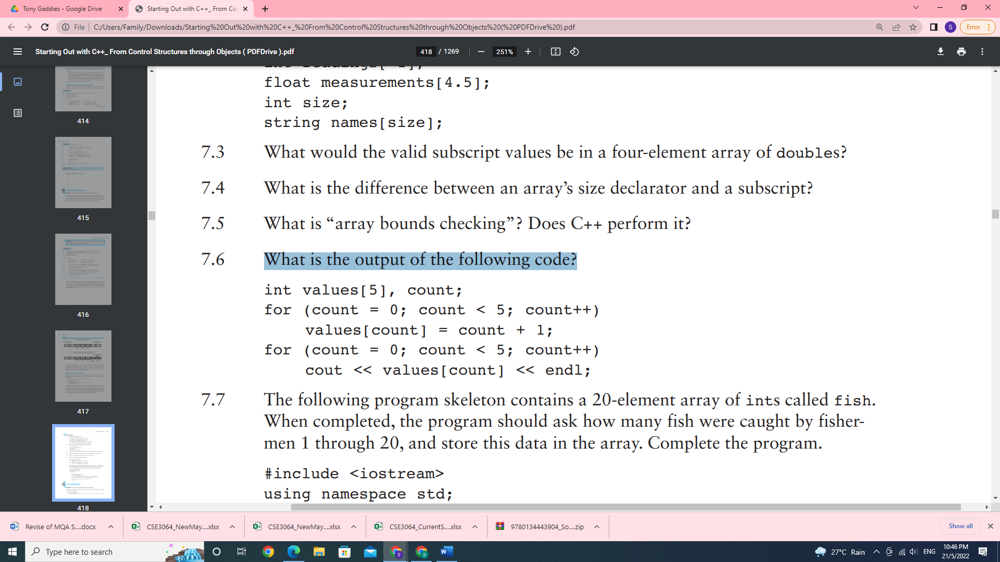 Tony Gaddies - Google Drive
Starting Out with C++_ From Con
File
C:/Users/Family/Downloads/Starting%20Out%20with%20C++_%20From%20Control%20Structures%20through%20Objects%20(%20PDFDrive%20).pdf
S
Error
Starting Out with C++_ From Control Structures through Objects ( PDFDrive ).pdf
418 / 1269
251%
414
415
416
417
418
float measurements[4.5];
int size;
string names[size];
7.3 What would the valid subscript values be in a four-element array of doubles?
7.4 What is the difference between an array's size declarator and a subscript?
7.5 What is “array bounds checking”? Does C++ perform it?
7.6 What is the output of the following code?
int values[5], count;
for (count = 0; count < 5; count++)
values[count] = count + 1;
for (count = 0; count < 5; count++)
cout << values[count] << endl;
7.7 The following program skeleton contains a 20-element array of ints called fish.
When completed, the program should ask how many fish were caught by fisher-
men 1 through 20, and store this data in the array. Complete the program.
#include <iostream>
using namespace std;
Revise of MQA S....docx
CSE3064_NewMay....xlsx
CSE3064_NewMay....xlsx
CSE3064_CurrentS....xlsx
9780134443904_So....zip
Show all
Type here to search
27°C Rain
ENG
10:46 PM
21/5/2022